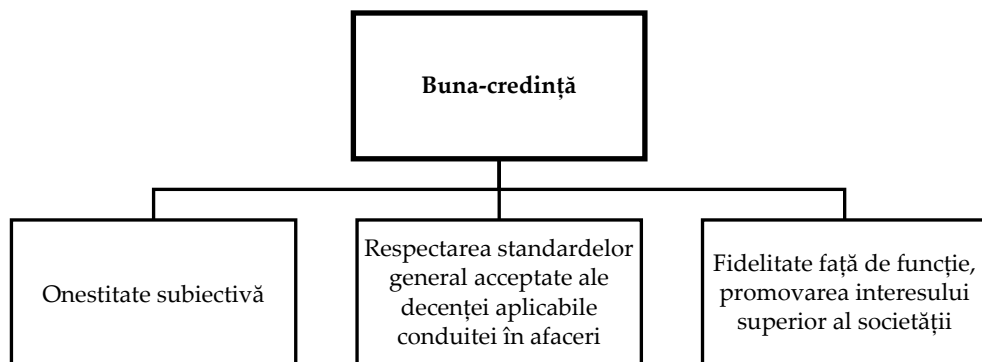 Buna-credință
Onestitate subiectivă
Respectarea standardelor
general acceptate ale
decenței aplicabile
conduitei în afaceri
Fidelitate față de funcție,
promovarea interesului
superior al societății